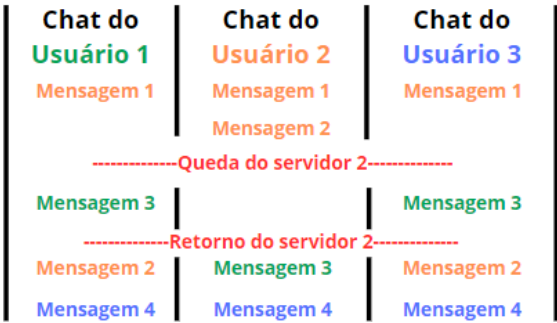 Chat do Chat do Chat do
Usuário 1 Usuário 2 Usuário 3
Mensagem 1 Mensagem 1 Mensagem 1
Mensagem 2
--------------Queda do servidor 2--------------
Mensagem 3 Mensagem 3
--------------Retorno do servidor 2--------------
Mensagem 2 Mensagem 3 Mensagem 2
Mensagem 4 Mensagem 4 Mensagem 4